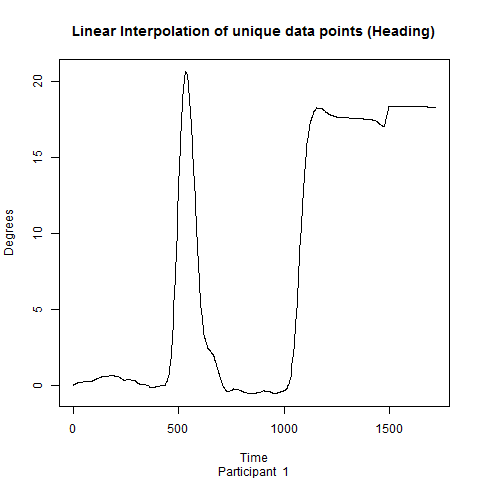 Linear Interpolation of unique data points (Heading)
Degrees
20
15
10
5
0
0 500 1000 1500
Time
Participant 1